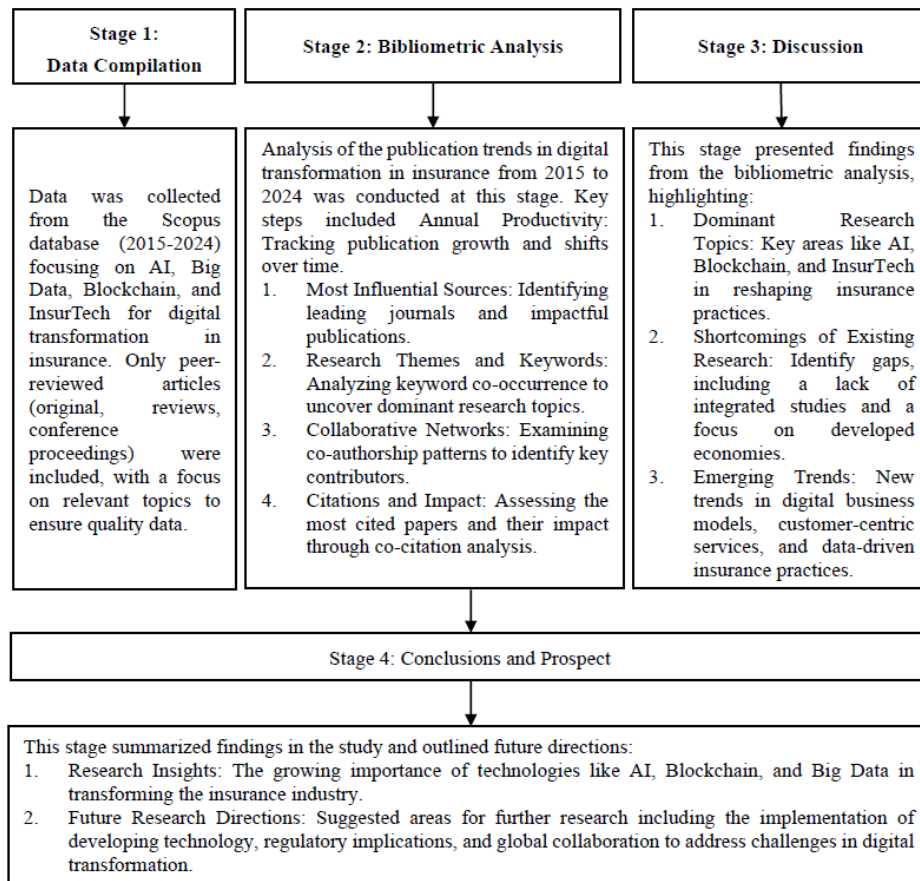 Stage 1:
Data Compilation
Stage 2: Bibliometric Analysis
Stage 3: Discussion
Data was collected
from the Scopus
database (2015-2024)
focusing on AI, Big
Data, Blockchain, and
InsurTech for digital
transformation in
insurance. Only peer-
reviewed articles
(original, reviews,
conference
proceedings) were
included, with a focus
on relevant topics to
ensure quality data.
Analysis of the publication trends in digital
transformation in insurance from 2015 to
2024 was conducted at this stage. Key
steps included Annual Productivity:
Tracking publication growth and shifts
over time.
1. Most Influential Sources: Identifying
leading journals and impactful
publications.
2. Research Themes and Keywords:
Analyzing keyword co-occurrence to
uncover dominant research topics.
3. Collaborative Networks: Examining
co-authorship patterns to identify key
contributors.
4. Citations and Impact: Assessing the
most cited papers and their impact
through co-citation analysis.
This stage presented findings
from the bibliometric analysis,
highlighting:
1. Dominant Research
Topics: Key areas like AI,
Blockchain, and InsurTech
in reshaping insurance
practices.
2. Shortcomings of Existing
Research: Identify gaps,
including a lack of
integrated studies and a
focus on developed
economies.
3. Emerging Trends: New
trends in digital business
models, customer-centric
services, and data-driven
insurance practices.
Stage 4: Conclusions and Prospect
This stage summarized findings in the study and outlined future directions:
1. Research Insights: The growing importance of technologies like AI, Blockchain, and Big Data in
transforming the insurance industry.
2. Future Research Directions: Suggested areas for further research including the implementation of
developing technology, regulatory implications, and global collaboration to address challenges in digital
transformation.